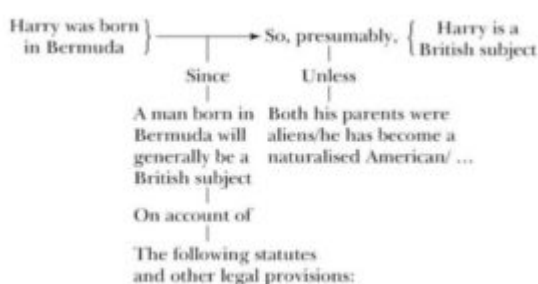 Harry was born
in Bermuda
So, presumably,
Harry is a
British subject
Since
Unless
A man born in
Bermuda will
generally be a
British subject
Both his parents were
aliens/he has become a
naturalised American/ ...
On account of
The following statutes
and other legal provisions: